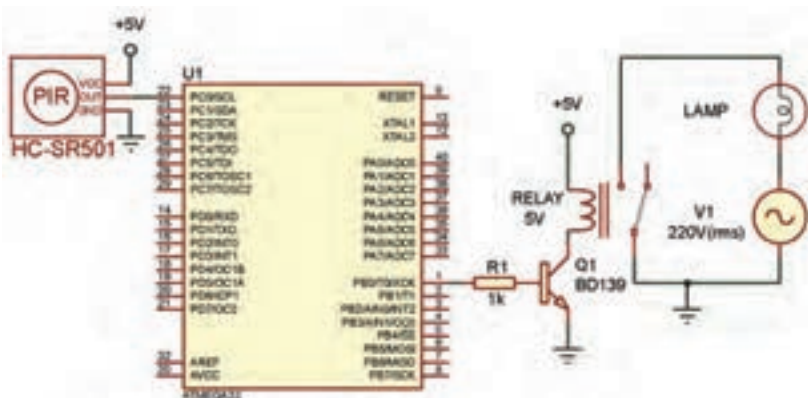 +5V
PIR
VCC
OUT
GND
HC-SR501
U1
PC0/SCL
PC1/SDA
PC2/TCK
PC3/TMS
PC4/TDO
PC5/TDI
PC6/TOSC1
PC7/TOSC2
PD0/RXD
PD1/TXD
PD2/INT0
PD3/INT1
PD4/OC1B
PD5/OC1A
PD6/ICP1
PD7/OC2
AREF
AVCC
RESET
XTAL1
XTAL2
PA0/ADC0
PA1/ADC1
PA2/ADC2
PA3/ADC3
PA4/ADC4
PA5/ADC5
PA6/ADC6
PA7/ADC7
PB0/T0/XCK
PB1/T1
PB2/AIN0/INT2
PB3/AIN1/OC0
PB4/SS
PB5/MOSI
PB6/MISO
PB7/SCK
R1
1k
+5V
RELAY
5V
Q1
BD139
LAMP
V1
220V(rms)